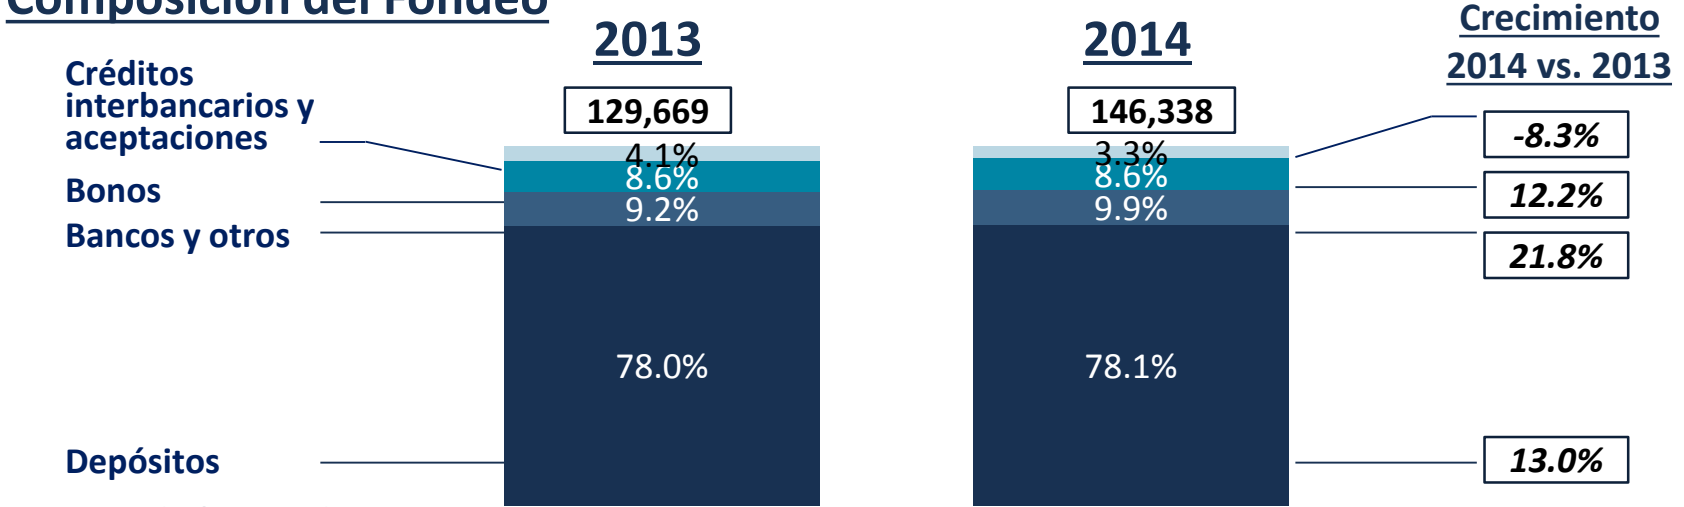 Composición del Fondeo
2013
2014
Crecimiento
2014 vs. 2013
Créditos
interbancarios y
aceptaciones
129,669
146,338
-8.3%
4.1%
3.3%
8.6%
8.6%
Bonos
12.2%
9.2%
9.9%
Bancos y otros
21.8%
78.0%
78.1%
Depósitos
13.0%